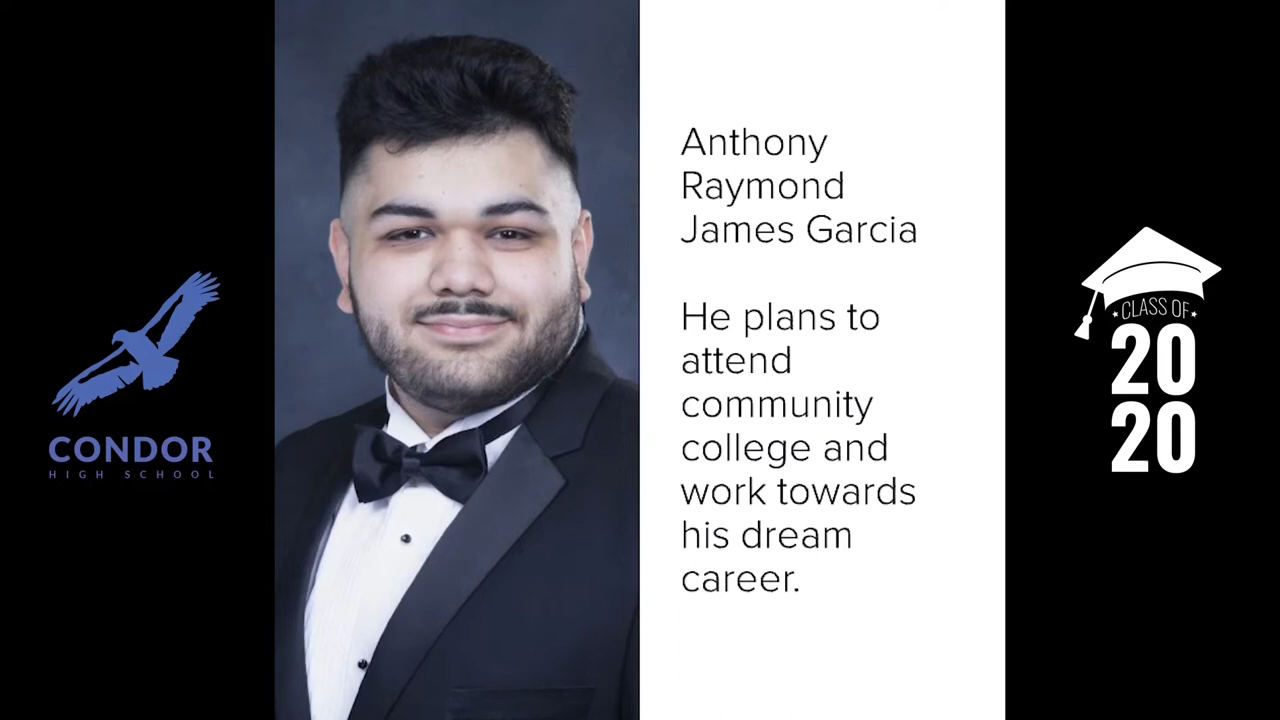 CONDOR
HIGH SCHOOL
Anthony
Raymond
James Garcia
He plans to
attend
community
college and
work towards
his dream
career.
CLASS OF
20
20